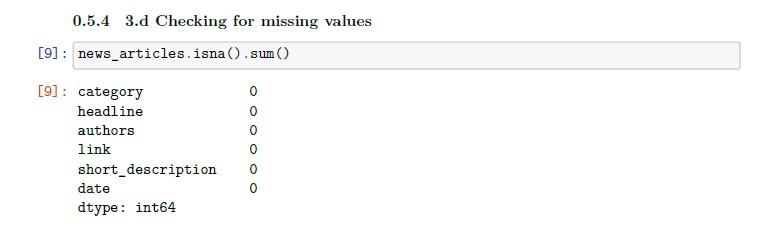 0.5.4 3.d Checking for missing values
[9]: news_articles.isna().sum()
[9]: category 0
headline 0
authors 0
link 0
short_description 0
date 0
dtype: int64